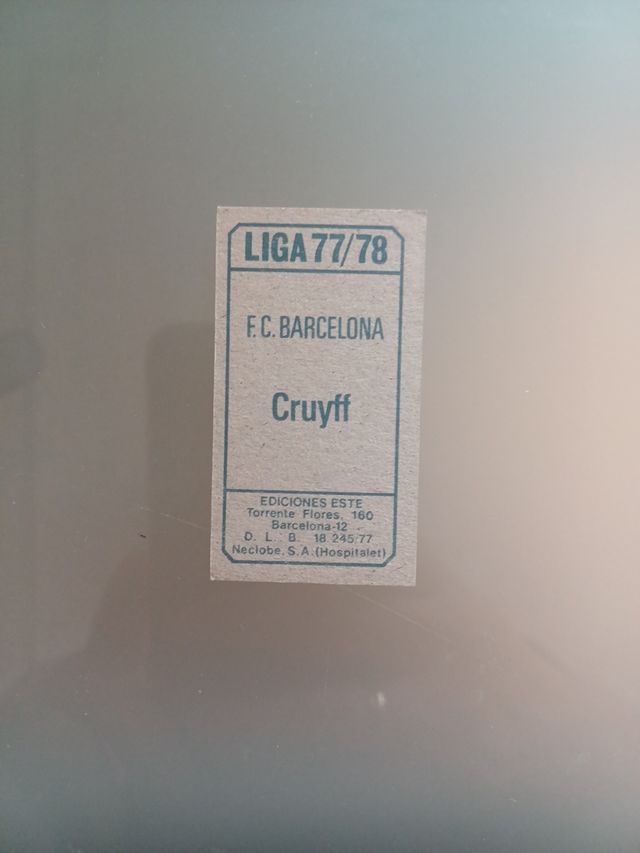 LIGA 77/78
F.C. BARCELONA
Cruyff
EDICIONES ESTE
Torrente Flores, 160
Barcelona-12
D. L. B. 18 245/77
Neclobe, S.A. (Hospitalet)